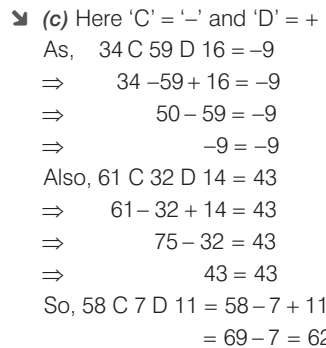 (c) Here ‘C’ = ‘–’ and ‘D’ = +
As, 34 C 59 D 16 = –9
⇒ 34 –59 + 16 = –9
⇒ 50 – 59 = –9
⇒ –9 = –9
Also, 61 C 32 D 14 = 43
⇒ 61 – 32 + 14 = 43
⇒ 75 – 32 = 43
⇒ 43 = 43
So, 58 C 7 D 11 = 58 – 7 + 11
= 69 – 7 = 62